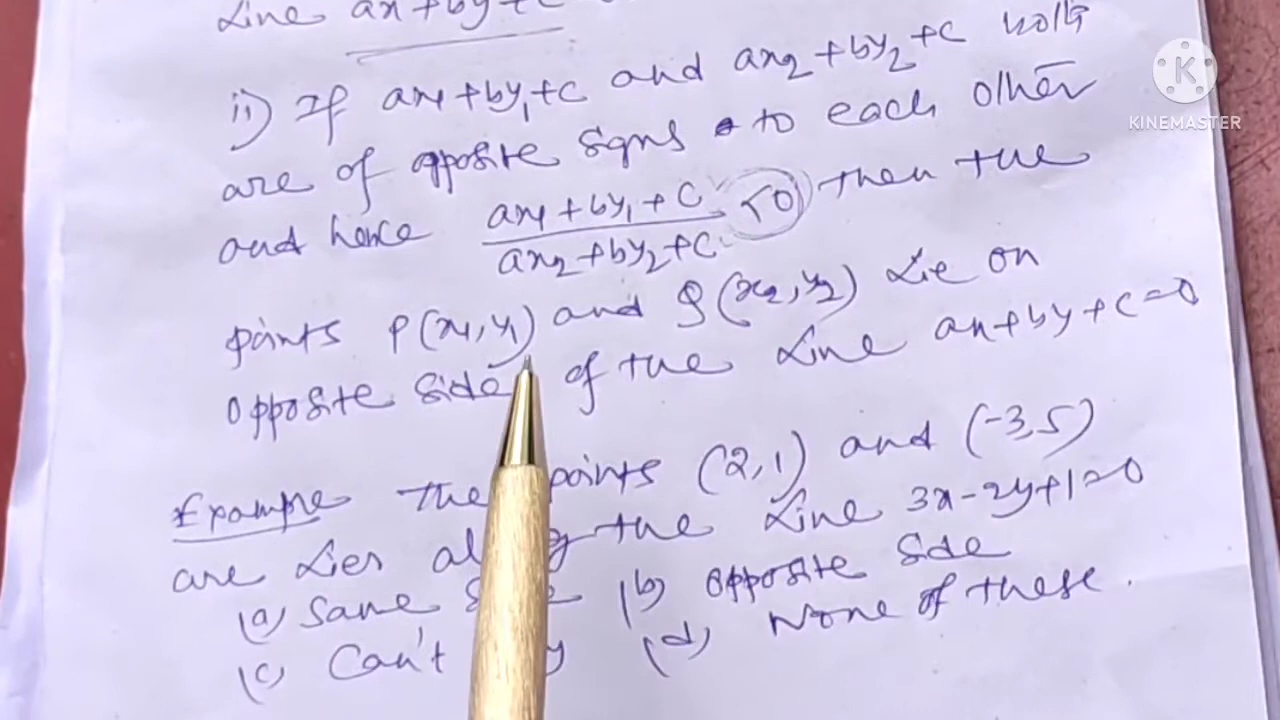 Line ax+by+c
ii) If ax1+by1+c and ax2+by2+c both
are of opposite signs to each other
and hence ax1+by1+c / ax2+by2+c <0 then the
points P(x1,y1) and Q(x2,y2) Lie on
opposite side of the Line ax+by+c=0
Example The points (2,1) and (-3,5)
are Lies the Line 3x-2y+1=0
(a) Same (b) opposite side
(c) Can't (d) None of these.
KINEMASTER